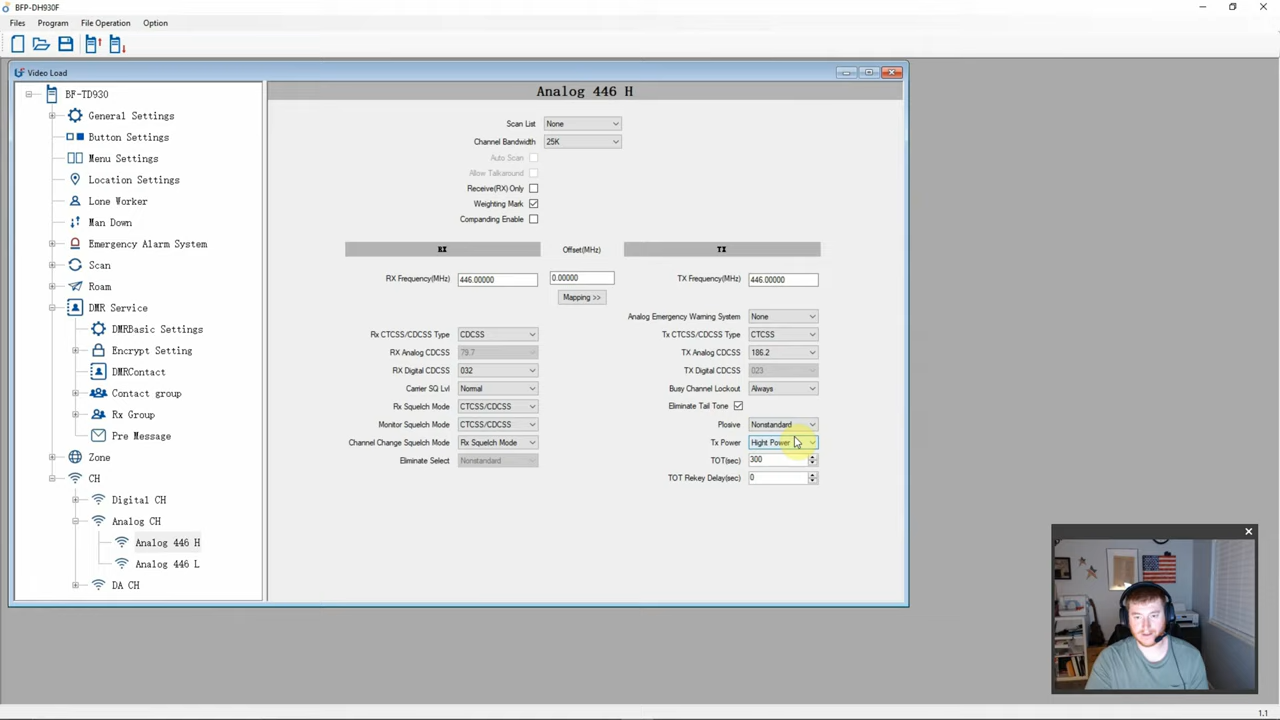 BFP-DH930F
Files Program File Operation Option
Video Load
BF-TD930
General Settings
Button Settings
Menu Settings
Location Settings
Lone Worker
Man Down
Emergency Alarm System
Scan
Roam
DMR Service
DMRBasic Settings
Encrypt Setting
DMRContact
Contact group
Rx Group
Pre Message
Zone
CH
Digital CH
Analog CH
Analog 446 H
Analog 446 L
DA CH
Analog 446 H
Scan List None
Channel Bandwidth 25K
Auto Scan
Allow Talkaround
Receive(RX) Only
Weighting Mark
Companding Enable
RX Offset(MHz) TX
RX Frequency(MHz) 446.00000 0.00000 TX Frequency(MHz) 446.00000
Mapping >>
Analog Emergency Warning System None
Rx CTCSS/CDCSS Type CDCSS Tx CTCSS/CDCSS Type CTCSS
RX Analog CDCSS 79.7 TX Analog CDCSS 186.2
RX Digital CDCSS 032 TX Digital CDCSS 023
Carrier SQ Lvl Normal Busy Channel Lockout Always
Rx Squelch Mode CTCSS/CDCSS Eliminate Tail Tone
Monitor Squelch Mode CTCSS/CDCSS Plosive Nonstandard
Channel Change Squelch Mode Rx Squelch Mode Tx Power Hight Power
Eliminate Select Nonstandard TOT(sec) 300
TOT Rekey Delay(sec) 0
1.1